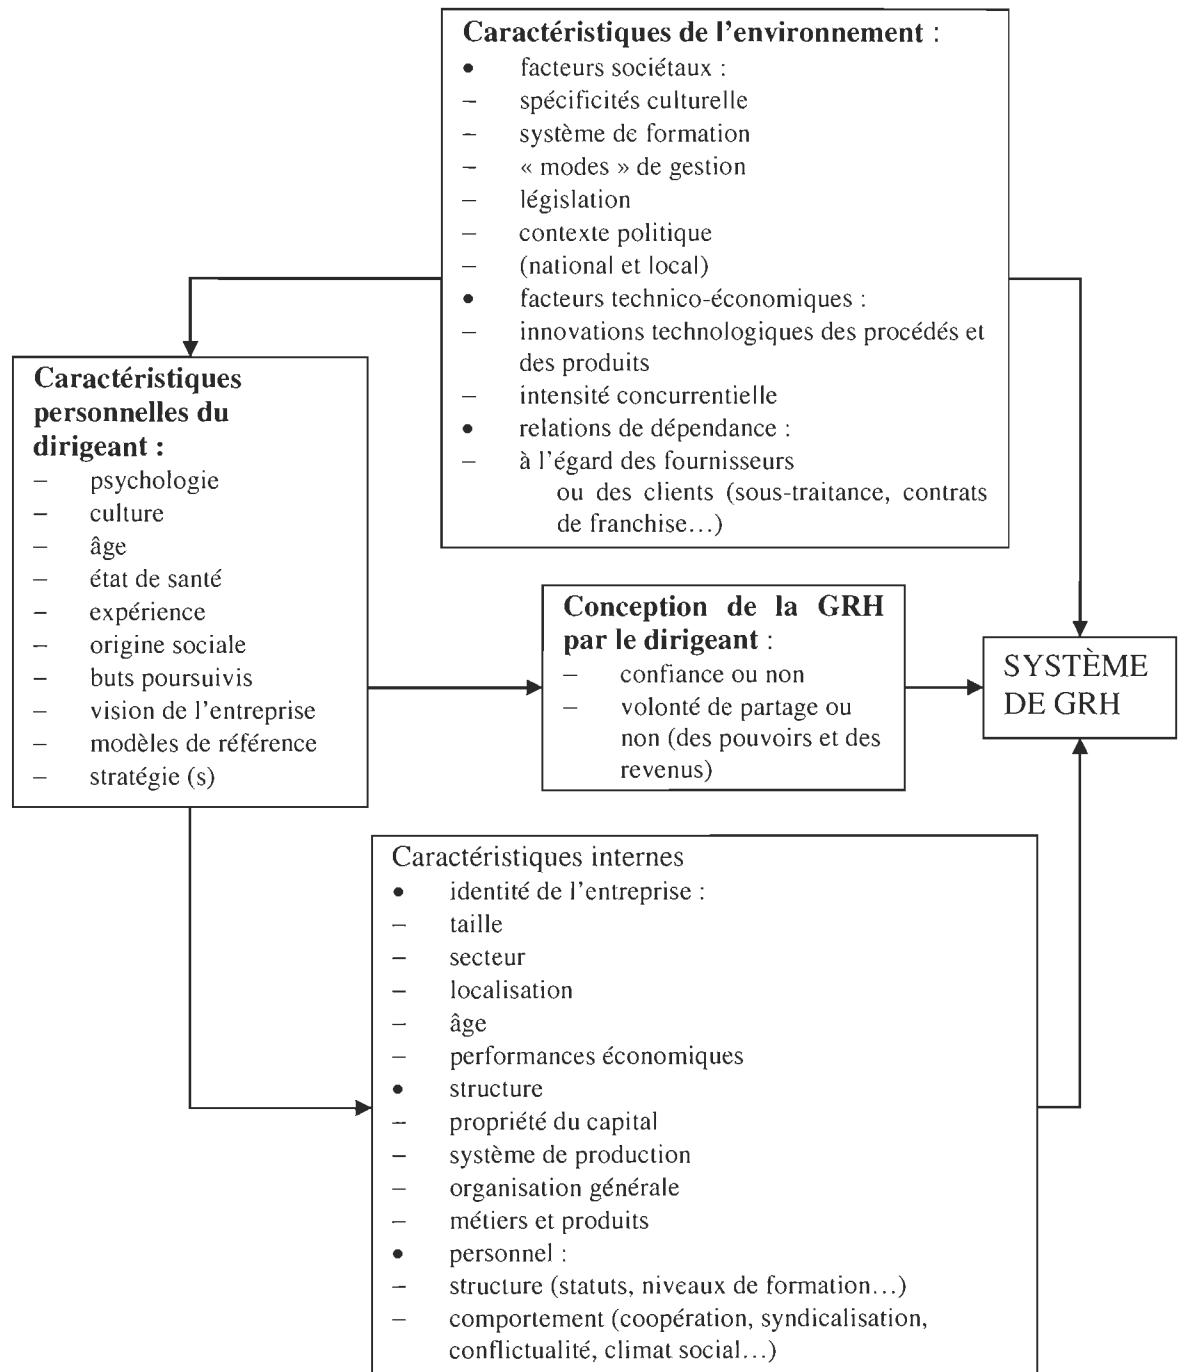 Caractéristiques de l'environnement :
• facteurs sociétaux :
– spécificités culturelle
– système de formation
– « modes » de gestion
– législation
– contexte politique
– (national et local)
• facteurs technico-économiques :
– innovations technologiques des procédés et
des produits
– intensité concurrentielle
• relations de dépendance :
– à l'égard des fournisseurs
ou des clients (sous-traitance, contrats
de franchise…)
Caractéristiques
personnelles du
dirigeant :
– psychologie
– culture
– âge
– état de santé
– expérience
– origine sociale
– buts poursuivis
– vision de l'entreprise
– modèles de référence
– stratégie (s)
Conception de la GRH
par le dirigeant :
– confiance ou non
– volonté de partage ou
non (des pouvoirs et des
revenus)
SYSTÈME
DE GRH
Caractéristiques internes
• identité de l'entreprise :
– taille
– secteur
– localisation
– âge
– performances économiques
• structure
– propriété du capital
– système de production
– organisation générale
– métiers et produits
• personnel :
– structure (statuts, niveaux de formation…)
– comportement (coopération, syndicalisation,
conflictualité, climat social…)